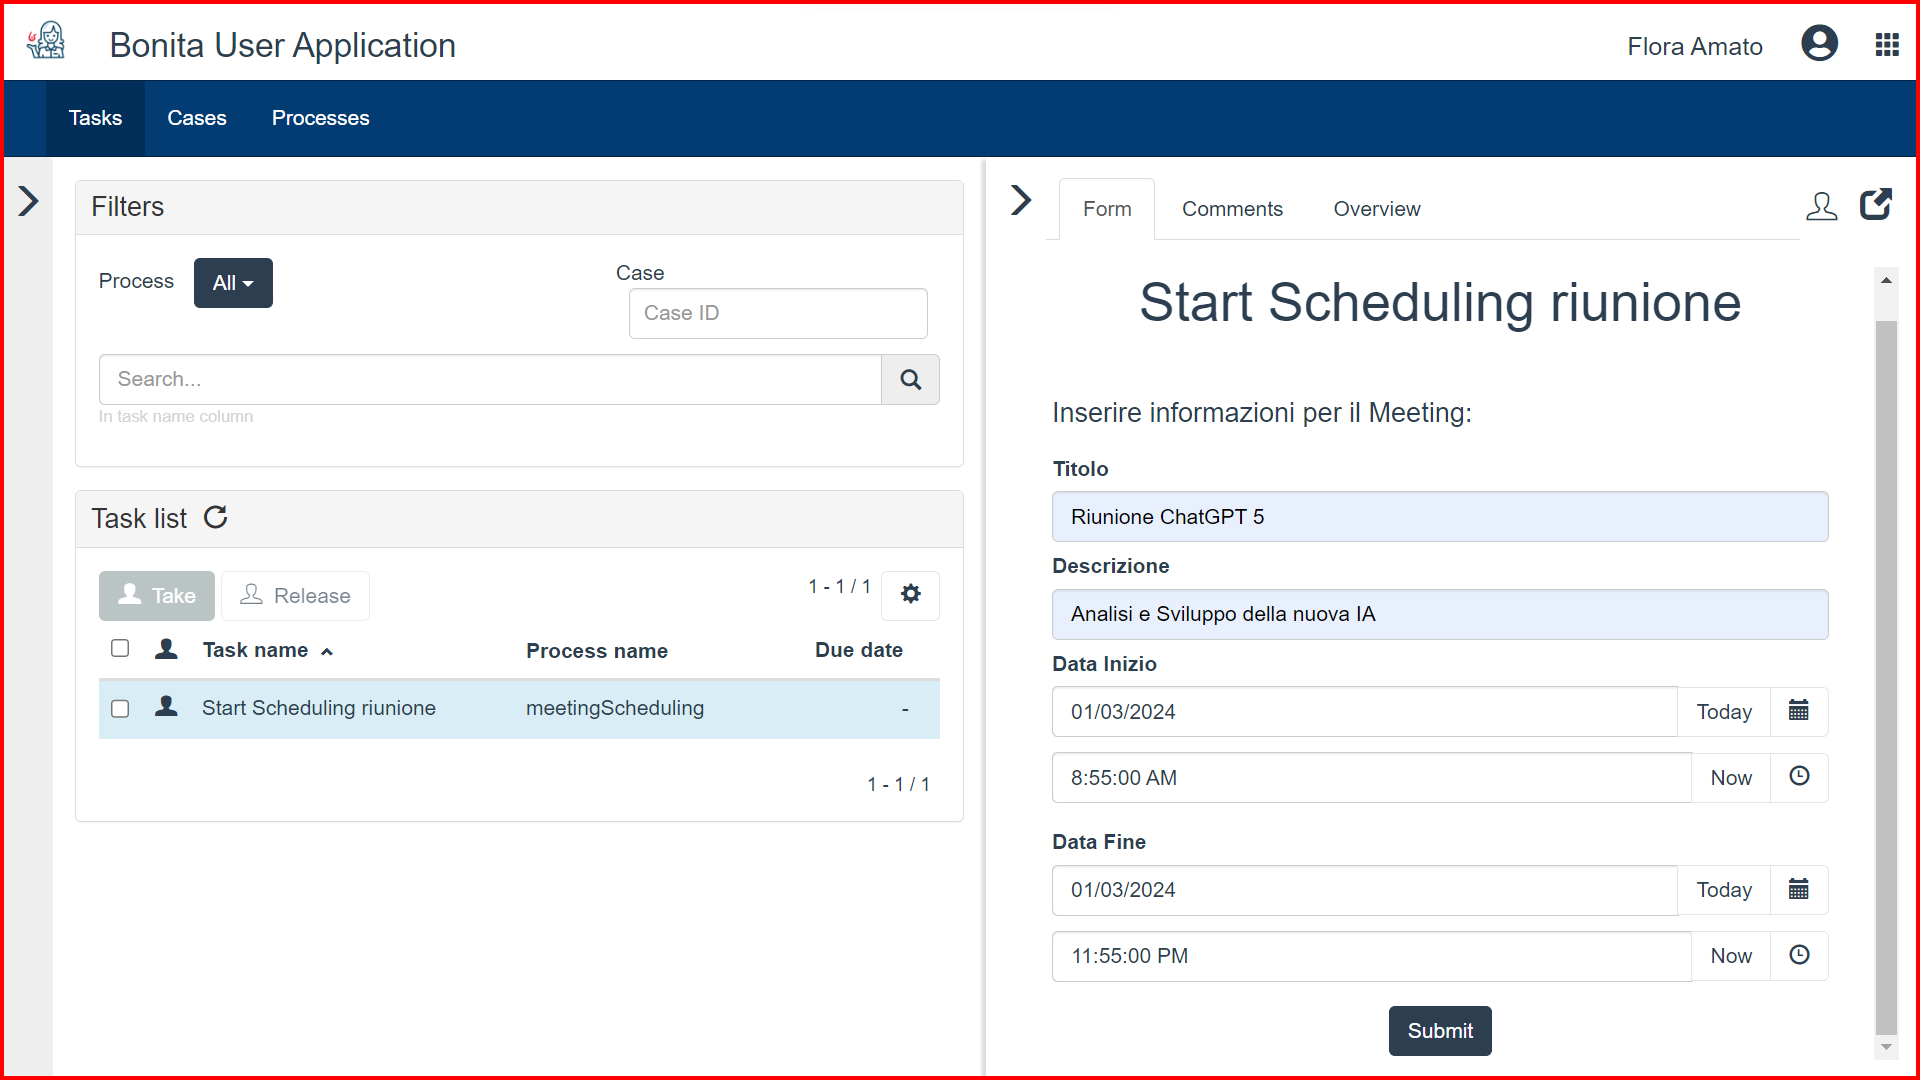 Bonita User Application
Flora Amato
Tasks
Cases
Processes
Filters
Process
All
Case
Case ID
Search...
In task name column
Task list
Take
Release
1 - 1 / 1
Task name
Process name
Due date
Start Scheduling riunione
meetingScheduling
-
1 - 1 / 1
Form
Comments
Overview
Start Scheduling riunione
Inserire informazioni per il Meeting:
Titolo
Riunione ChatGPT 5
Descrizione
Analisi e Sviluppo della nuova IA
Data Inizio
01/03/2024
Today
8:55:00 AM
Now
Data Fine
01/03/2024
Today
11:55:00 PM
Now
Submit